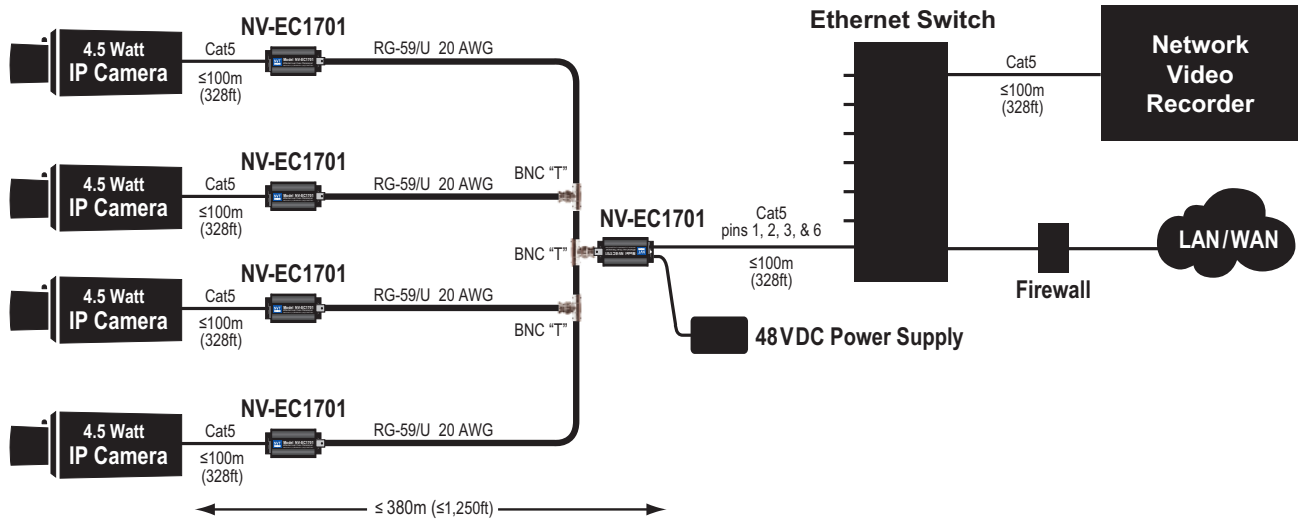 NV-EC1701
4.5 Watt
IP Camera
Cat5
≤100m
(328ft)
RG-59/U 20 AWG
NV-EC1701
4.5 Watt
IP Camera
Cat5
≤100m
(328ft)
RG-59/U 20 AWG
BNC “T”
NV-EC1701
4.5 Watt
IP Camera
Cat5
≤100m
(328ft)
RG-59/U 20 AWG
BNC “T”
BNC “T”
NV-EC1701
4.5 Watt
IP Camera
Cat5
≤100m
(328ft)
RG-59/U 20 AWG
≤ 380m (≤1,250ft)
NV-EC1701
Cat5
pins 1, 2, 3, & 6
≤100m
(328ft)
48VDC Power Supply
Ethernet Switch
Cat5
≤100m
(328ft)
Network
Video
Recorder
Firewall
LAN/WAN